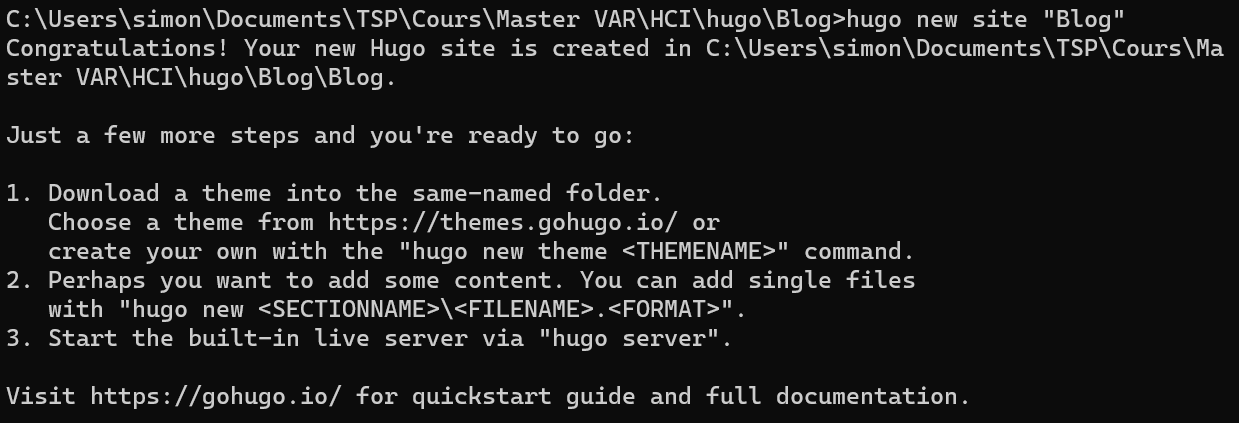 C:\Users\simon\Documents\TSP\Cours\Master VAR\HCI\hugo\Blog>hugo new site "Blog"
Congratulations! Your new Hugo site is created in C:\Users\simon\Documents\TSP\Cours\Ma
ster VAR\HCI\hugo\Blog\Blog.

Just a few more steps and you're ready to go:

1. Download a theme into the same-named folder.
   Choose a theme from https://themes.gohugo.io/ or
   create your own with the "hugo new theme <THEMENAME>" command.
2. Perhaps you want to add some content. You can add single files
   with "hugo new <SECTIONNAME>\<FILENAME>.<FORMAT>".
3. Start the built-in live server via "hugo server".

Visit https://gohugo.io/ for quickstart guide and full documentation.